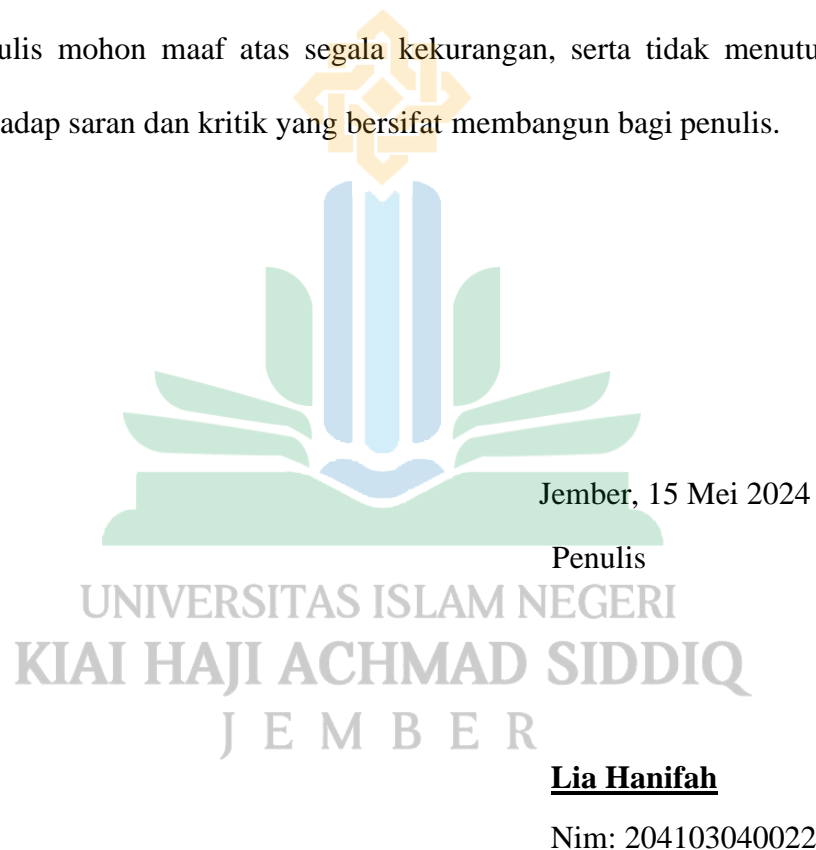 ulis mohon maaf atas segala kekurangan, serta tidak menutu
adap saran dan kritik yang bersifat membangun bagi penulis.
Jember, 15 Mei 2024
Penulis
UNIVERSITAS ISLAM NEGERI
KIAI HAJI ACHMAD SIDDIQ
JEMBER
Lia Hanifah
Nim: 204103040022